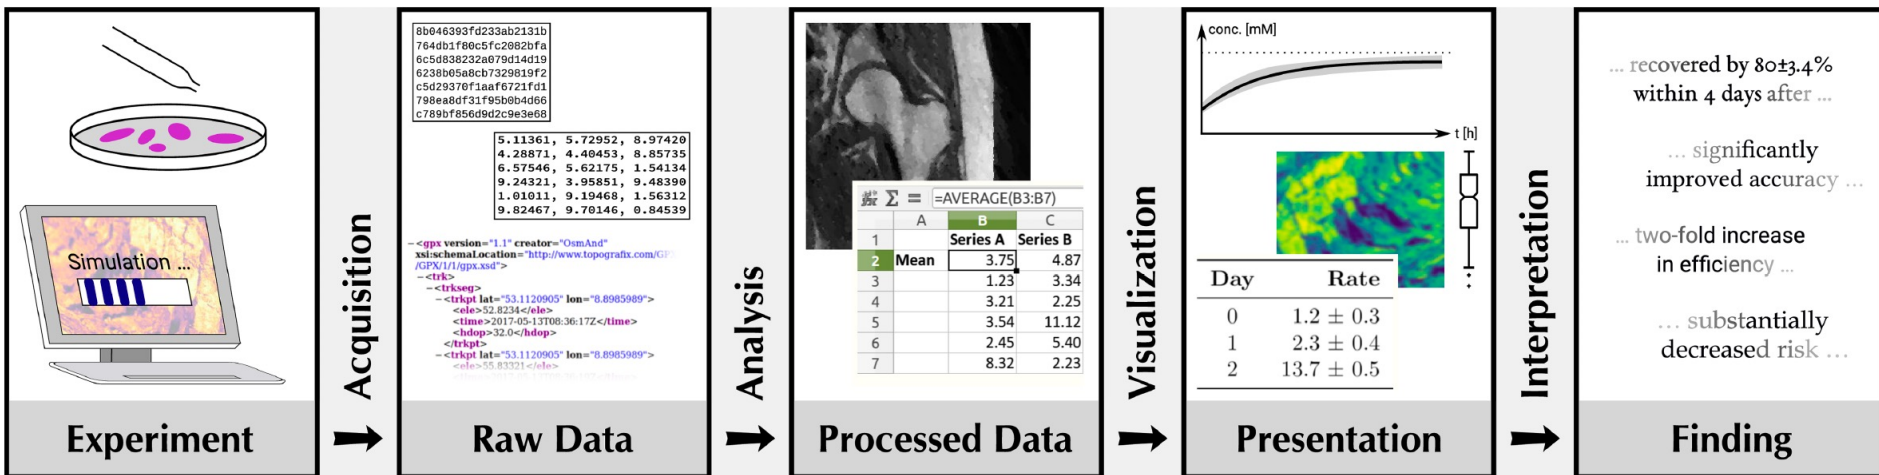 Simulation ...
Experiment
Acquisition
8b046393fd233ab2131b
764db1f80c5fc2082bfa
6c5d838232a079d14d19
6238b05a8cb7329819f2
c5d29370f1aaf6721fd1
798ea8df31f95b0b4d66
c789bf856d9d2c9e3e68
5.11361, 5.72952, 8.97420
4.28871, 4.40453, 8.85735
6.57546, 5.62175, 1.54134
9.24321, 3.95851, 9.48390
1.01011, 9.19468, 1.56312
9.82467, 9.70146, 0.84539
−<gpx version="1.1" creator="OsmAnd"
xsi:schemaLocation="http://www.topografix.com/GP
/GPX/1/1/gpx.xsd">
−<trk>
−<trkseg>
−<trkpt lat="53.1120905" lon="8.8985989">
<ele>52.8234</ele>
<time>2017-05-13T08:36:17Z</time>
<hdop>32.0</hdop>
</trkpt>
−<trkpt lat="53.1120905" lon="8.8985989">
<ele>55.83321</ele>
Raw Data
Analysis
Σ = =AVERAGE(B3:B7)
A B C
1 Series A Series B
2 Mean 3.75 4.87
3 1.23 3.34
4 3.21 2.25
5 3.54 11.12
6 2.45 5.40
7 8.32 2.23
Processed Data
Visualization
conc. [mM]
t [h]
Day Rate
0 1.2 ± 0.3
1 2.3 ± 0.4
2 13.7 ± 0.5
Presentation
Interpretation
... recovered by 80±3.4%
within 4 days after ...
... significantly
improved accuracy ...
... two-fold increase
in efficiency ...
... substantially
decreased risk ...
Finding